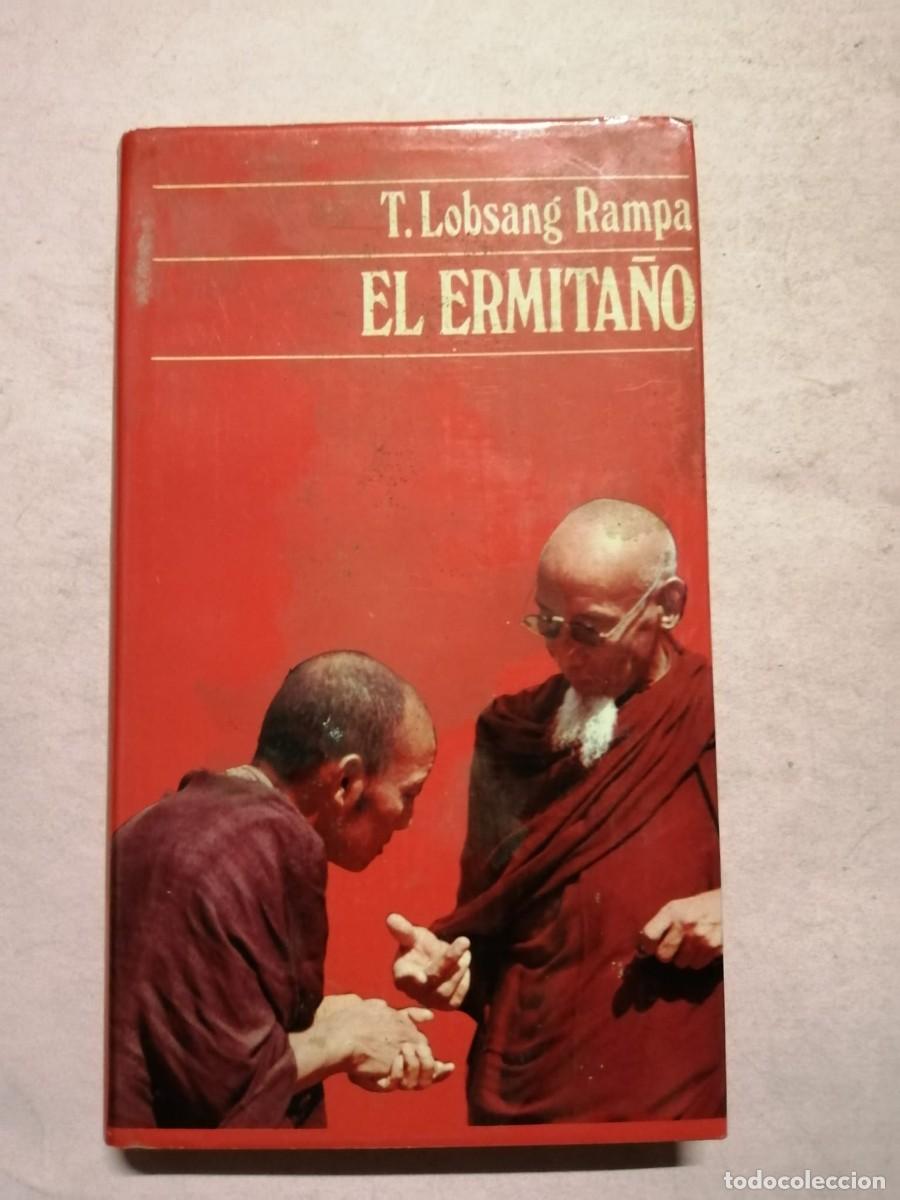 T. Lobsang Rampa
EL ERMITAÑO
todocoleccion